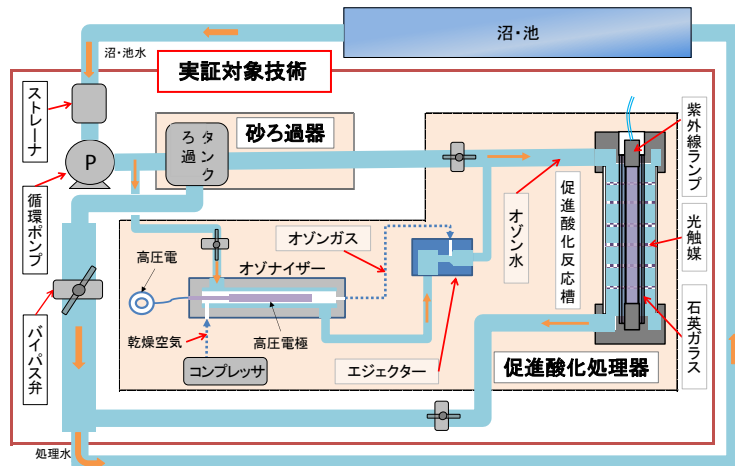 沼・池
沼・池水
実証対象技術
ストレーナ
P
循環ポンプ
バイパス弁
処理水
砂ろ過器
ろ過
タンク
オゾンガス
オゾナイザー
高圧電
高圧電極
乾燥空気
コンプレッサ
エジェクター
オゾン水
促進酸化反応槽
促進酸化処理器
紫外線ランプ
光触媒
石英ガラス